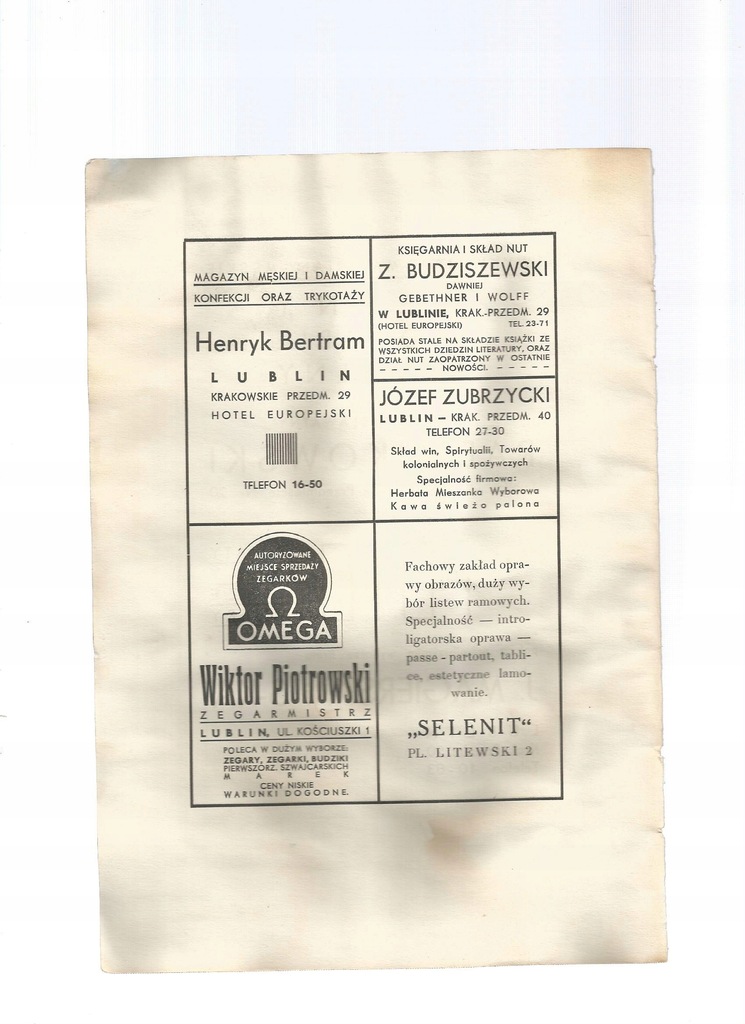 MAGAZYN MĘSKIEJ I DAMSKIEJ
KONFEKCJI ORAZ TRYKOTAŻY
Henryk Bertram
LUBLIN
KRAKOWSKIE PRZEDM. 29
HOTEL EUROPEJSKI
TFLEFON 16-50
KSIĘGARNIA I SKŁAD NUT
Z. BUDZISZEWSKI
DAWNIEJ
GEBETHNER I WOLFF
W LUBLINIE, KRAK.-PRZEDM. 29
(HOTEL EUROPEJSKI) TEL. 23-71
POSIADA STALE NA SKŁADZIE KSIĄŻKI ZE
WSZYSTKICH DZIEDZIN LITERATURY, ORAZ
DZIAŁ NUT ZAOPATRZONY W OSTATNIE
- - - - - NOWOŚCI. - - - - -
JÓZEF ZUBRZYCKI
LUBLIN — KRAK. PRZEDM. 40
TELEFON 27-30
Skład win, Spirytualii, Towarów
kolonialnych i spożywczych
Specjalność firmowa:
Herbata Mieszanka Wyborowa
Kawa świeżo palona
AUTORYZOWANE
MIEJSCE SPRZEDAŻY
ZEGARKÓW
Ω
OMEGA
Wiktor Piotrowski
ZEGARMISTRZ
LUBLIN, UL. KOŚCIUSZKI 1
POLECA W DUŻYM WYBORZE:
ZEGARY, ZEGARKI, BUDZIKI
PIERWSZORZ. SZWAJCARSKICH
MAREK
CENY NISKIE
WARUNKI DOGODNE.
Fachowy zakład opra-
wy obrazów, duży wy-
bór listew ramowych.
Specjalność — intro-
ligatorska oprawa —
passe - partout, tabli-
ce, estetyczne lamo-
wanie.
„SELENIT“
PL. LITEWSKI 2